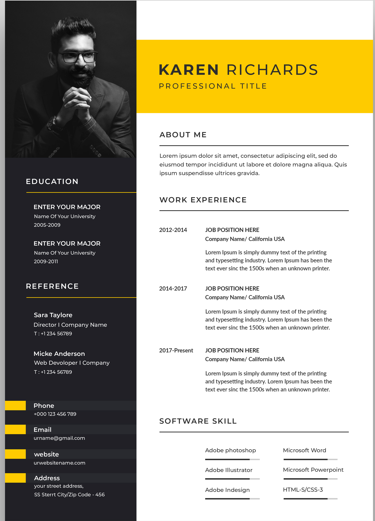 KAREN RICHARDS
PROFESSIONAL TITLE
ABOUT ME
Lorem ipsum dolor sit amet, consectetur adipiscing elit, sed do
eiusmod tempor incididunt ut labore et dolore magna aliqua. Quis
ipsum suspendisse ultrices gravida.
WORK EXPERIENCE
2012-2014
JOB POSITION HERE
Company Name/ California USA
Lorem Ipsum is simply dummy text of the printing
and typesetting industry. Lorem Ipsum has been the
text ever sinc the 1500s when an unknown printer.
2014-2017
JOB POSITION HERE
Company Name/ California USA
Lorem Ipsum is simply dummy text of the printing
and typesetting industry. Lorem Ipsum has been the
text ever sinc the 1500s when an unknown printer.
2017-Present
JOB POSITION HERE
Company Name/ California USA
Lorem Ipsum is simply dummy text of the printing
and typesetting industry. Lorem Ipsum has been the
text ever sinc the 1500s when an unknown printer.
SOFTWARE SKILL
Adobe photoshop
Microsoft Word
Adobe Illustrator
Microsoft Powerpoint
Adobe Indesign
HTML-5/CSS-3
EDUCATION
ENTER YOUR MAJOR
Name Of Your University
2005-2009
ENTER YOUR MAJOR
Name Of Your University
2009-2011
REFERENCE
Sara Taylore
Director I Company Name
T : +1 234 56789
Micke Anderson
Web Devoloper I Company
T : +1 234 56789
Phone
+000 123 456 789
Email
urname@gmail.com
website
urwebsitename.com
Address
your street address,
SS Sterrt City/Zip Code - 456